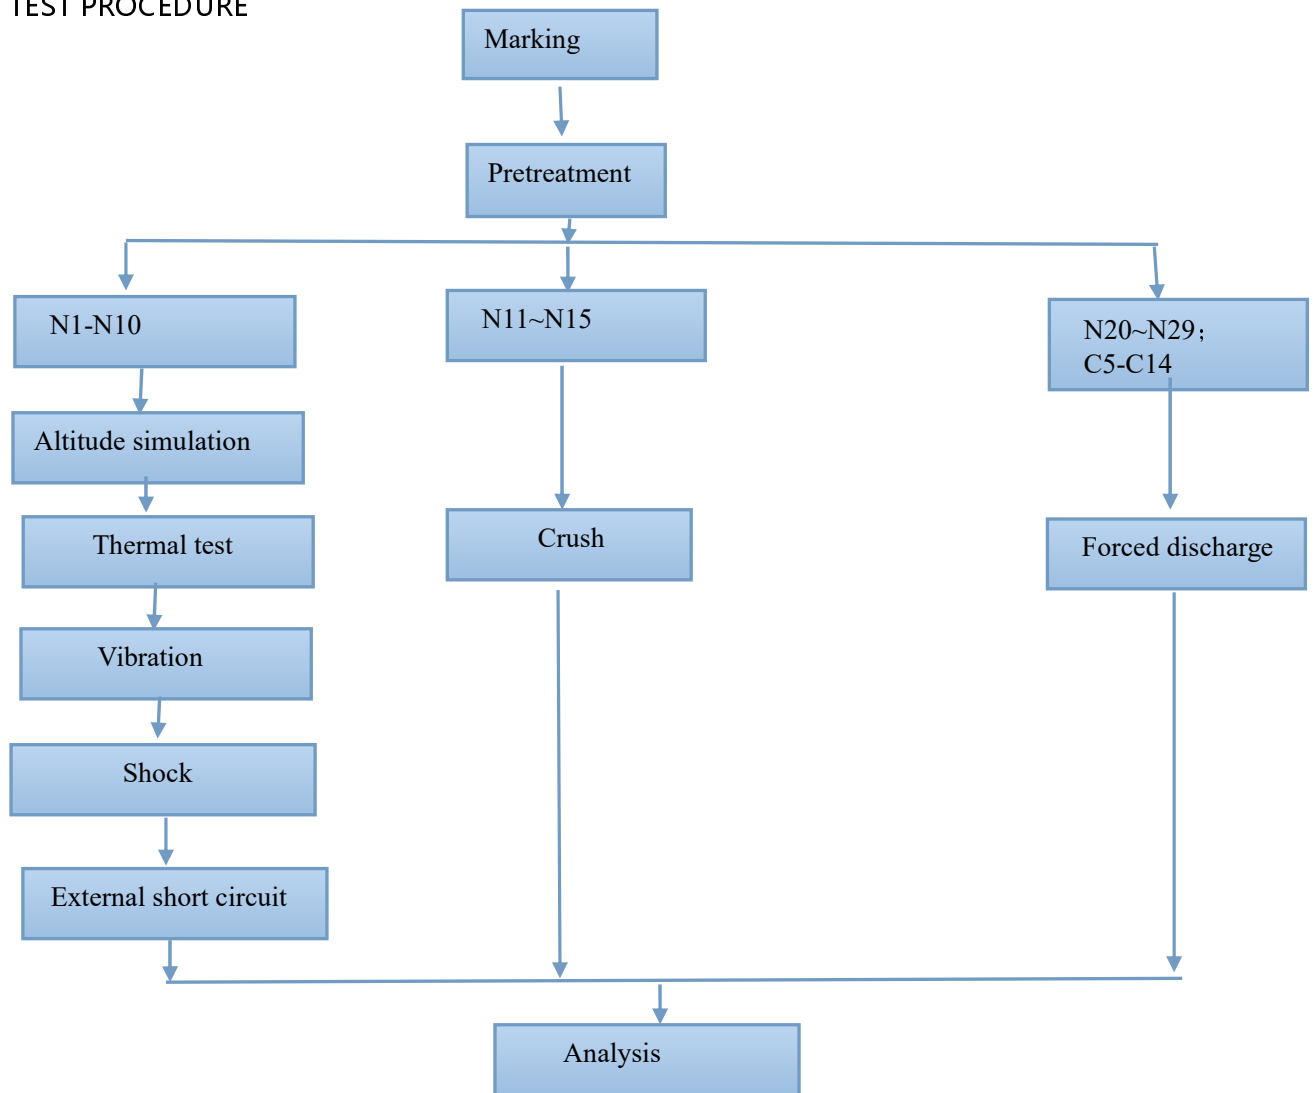 TEST PROCEDURE
Marking
Pretreatment
N1-N10
N11~N15
N20~N29；
C5-C14
Altitude simulation
Thermal test
Crush
Forced discharge
Vibration
Shock
External short circuit
Analysis